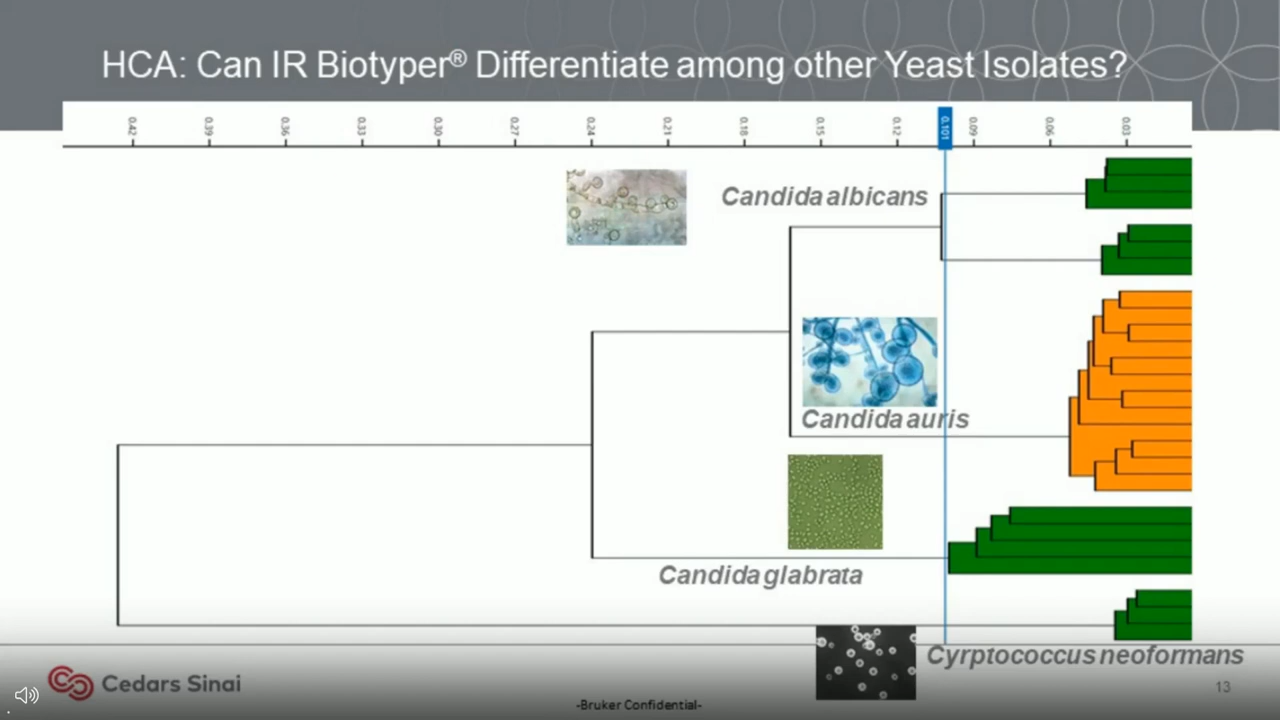 HCA: Can IR Biotyper® Differentiate among other Yeast Isolates?
0.42 0.39 0.36 0.33 0.30 0.27 0.24 0.21 0.18 0.15 0.12 0.101 0.09 0.06 0.03
Candida albicans
Candida auris
Candida glabrata
Cyrptococcus neoformans
Cedars Sinai
13
-Bruker Confidential-